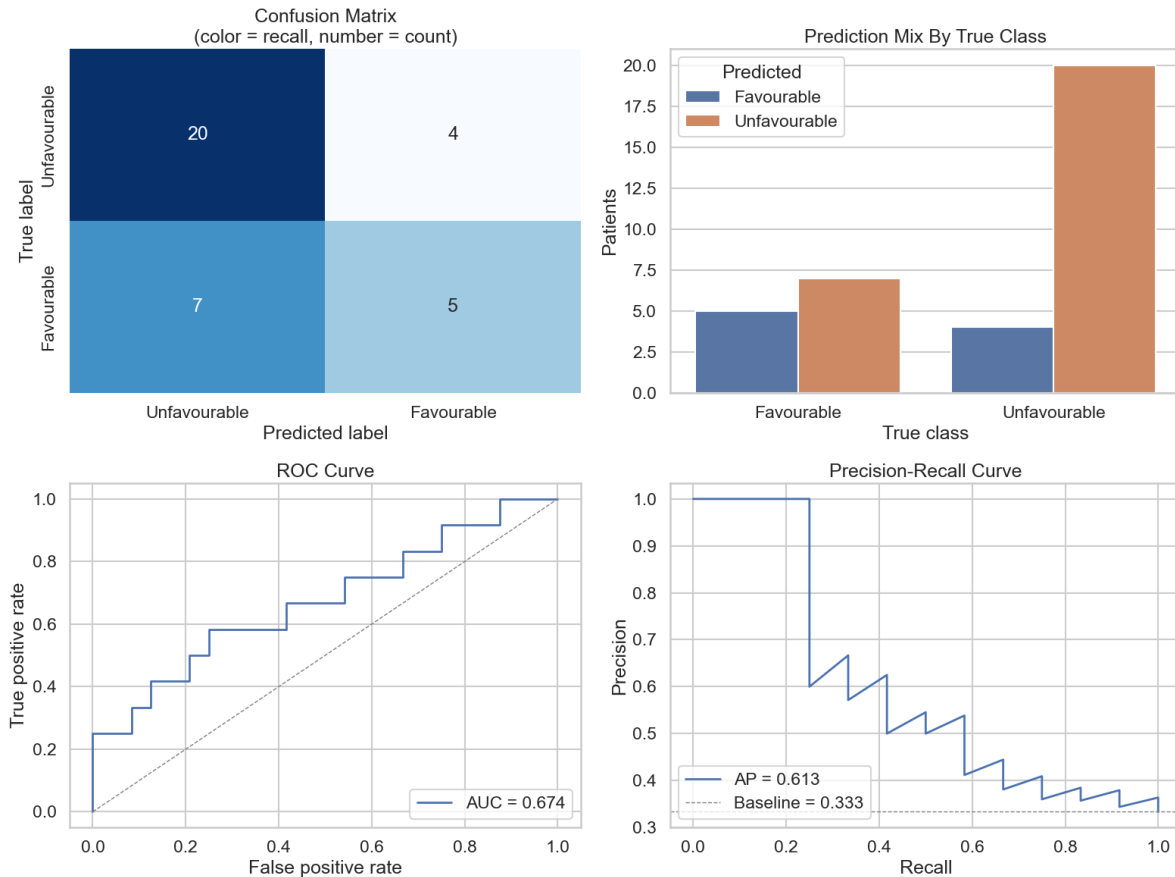 Confusion Matrix
(color = recall, number = count)
True label
Unfavourable
Favourable
20
4
7
5
Unfavourable
Favourable
Predicted label
Prediction Mix By True Class
Patients
20.0
17.5
15.0
12.5
10.0
7.5
5.0
2.5
0.0
Predicted
Favourable
Unfavourable
Favourable
Unfavourable
True class
ROC Curve
True positive rate
1.0
0.8
0.6
0.4
0.2
0.0
AUC = 0.674
0.0
0.2
0.4
0.6
0.8
1.0
False positive rate
Precision-Recall Curve
Precision
1.0
0.9
0.8
0.7
0.6
0.5
0.4
0.3
AP = 0.613
Baseline = 0.333
0.0
0.2
0.4
0.6
0.8
1.0
Recall